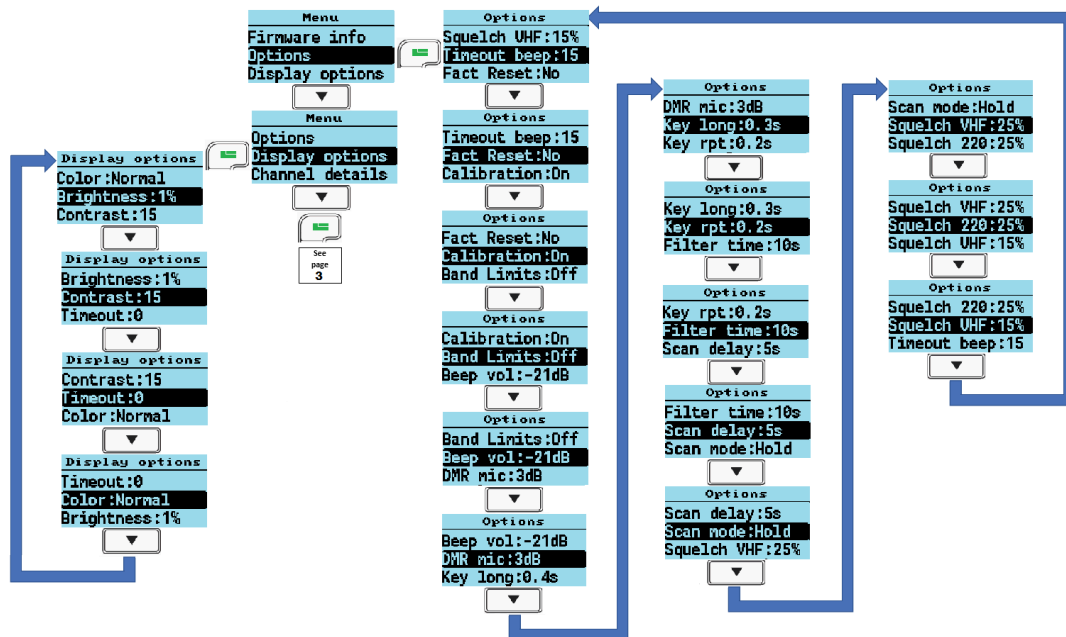 Menu
Firmware info
Options
Display options
Menu
Options
Display options
Channel details
See
page
3
Display options
Color:Normal
Brightness:1%
Contrast:15
Display options
Brightness:1%
Contrast:15
Timeout:0
Display options
Contrast:15
Timeout:0
Color:Normal
Display options
Timeout:0
Color:Normal
Brightness:1%
Options
Squelch VHF:15%
Timeout beep:15
Fact Reset:No
Options
Timeout beep:15
Fact Reset:No
Calibration:On
Options
Fact Reset:No
Calibration:On
Band Limits:Off
Options
Calibration:On
Band Limits:Off
Beep vol:-21dB
Options
Band Limits:Off
Beep vol:-21dB
DMR mic:3dB
Options
Beep vol:-21dB
DMR mic:3dB
Key long:0.4s
Options
DMR mic:3dB
Key long:0.3s
Key rpt:0.2s
Options
Key long:0.3s
Key rpt:0.2s
Filter time:10s
Options
Key rpt:0.2s
Filter time:10s
Scan delay:5s
Options
Filter time:10s
Scan delay:5s
Scan mode:Hold
Options
Scan delay:5s
Scan mode:Hold
Squelch VHF:25%
Options
Scan mode:Hold
Squelch VHF:25%
Squelch 220:25%
Options
Squelch VHF:25%
Squelch 220:25%
Squelch VHF:15%
Options
Squelch 220:25%
Squelch VHF:15%
Timeout beep:15